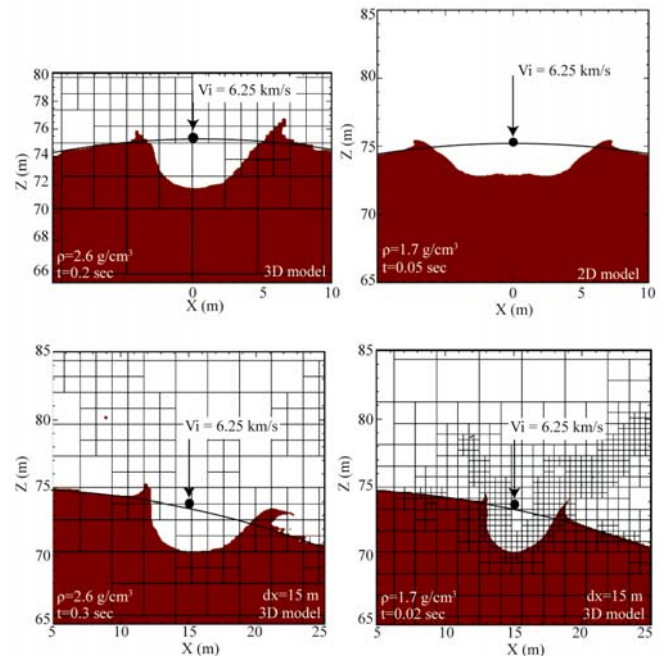 80
78
76
74
72
70
68
66
Z (m)
Vi = 6.25 km/s
ρ=2.6 g/cm³
t=0.2 sec
3D model
0
5
10
X (m)
85
80
75
70
65
Z (m)
Vi = 6.25 km/s
ρ=1.7 g/cm³
t=0.05 sec
2D model
0
5
10
X (m)
85
80
75
70
65
Z (m)
Vi = 6.25 km/s
ρ=2.6 g/cm³
dx=15 m
t=0.3 sec
3D model
5
10
15
20
25
X (m)
85
80
75
70
65
Z (m)
Vi = 6.25 km/s
ρ=1.7 g/cm³
dx=15 m
t=0.02 sec
3D model
5
10
15
20
25
X (m)